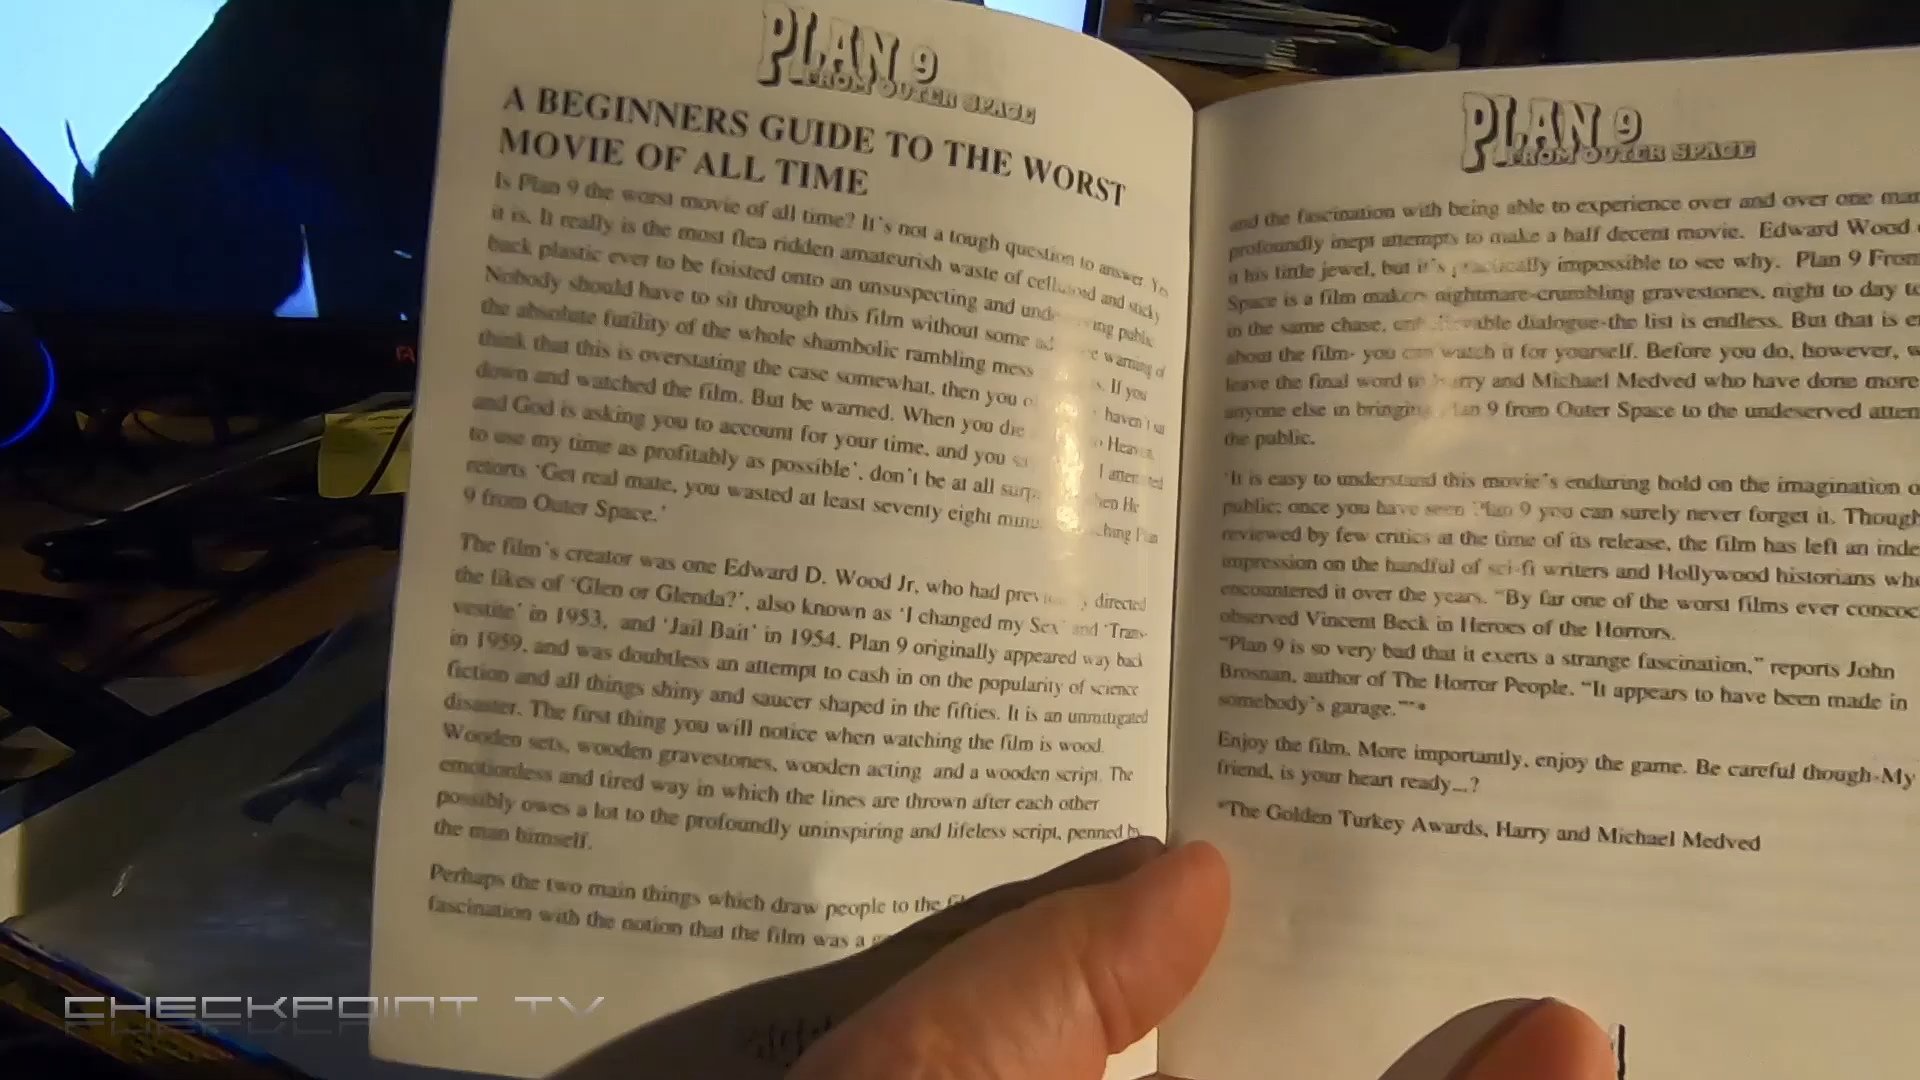 PLAN 9
FROM OUTER SPACE
A BEGINNERS GUIDE TO THE WORST
MOVIE OF ALL TIME
Is Plan 9 the worst movie of all time? It's not a tough question to answer. Yes
it is. It really is the most flea ridden amateurish waste of celluloid and sticky
back plastic ever to be foisted onto an unsuspecting and public.
Nobody should have to sit through this film without some warning of
the absolute futility of the whole shambolic rambling mess If you
think that this is overstating the case somewhat, then you haven't sat
down and watched the film. But be warned. When you die Heaven,
and God is asking you to account for your time, and you I attempted
to use my time as profitably as possible', don't be at all He
retorts 'Get real mate, you wasted at least seventy eight Plan
9 from Outer Space.'
The film's creator was one Edward D. Wood Jr, who had directed
the likes of 'Glen or Glenda?', also known as 'I changed my Sex' and 'Trans-
vestite' in 1953, and 'Jail Bait' in 1954. Plan 9 originally appeared way back
in 1959, and was doubtless an attempt to cash in on the popularity of science
fiction and all things shiny and saucer shaped in the fifties. It is an unmitigated
disaster. The first thing you will notice when watching the film is wood.
Wooden sets, wooden gravestones, wooden acting and a wooden script. The
emotionless and tired way in which the lines are thrown after each other
possibly owes a lot to the profoundly uninspiring and lifeless script, penned by
the man himself.
Perhaps the two main things which draw people to the
fascination with the notion that the film was a
PLAN 9
FROM OUTER SPACE
and the fascination with being able to experience over and over one
profoundly inept attempts to make a half decent movie. Edward Wood
it his little jewel, but it's practically impossible to see why. Plan 9 From
Space is a film makers nightmare-crumbling gravestones, night to day
in the same chase, dialogue-the list is endless. But that is
about the film- you can watch it for yourself. Before you do, however,
leave the final word to Harry and Michael Medved who have done more
anyone else in bringing Plan 9 from Outer Space to the undeserved
the public.
'It is easy to understand this movie's enduring hold on the imagination
public; once you have seen Plan 9 you can surely never forget it. Though
reviewed by few critics at the time of its release, the film has left an
impression on the handful of sci-fi writers and Hollywood historians who
encountered it over the years. "By far one of the worst films ever
observed Vincent Beck in Heroes of the Horrors.
"Plan 9 is so very bad that it exerts a strange fascination," reports John
Brosnan, author of The Horror People. "It appears to have been made in
somebody's garage."'*
Enjoy the film. More importantly, enjoy the game. Be careful though-My
friend, is your heart ready...?
*The Golden Turkey Awards, Harry and Michael Medved
CHECKPOINT TV